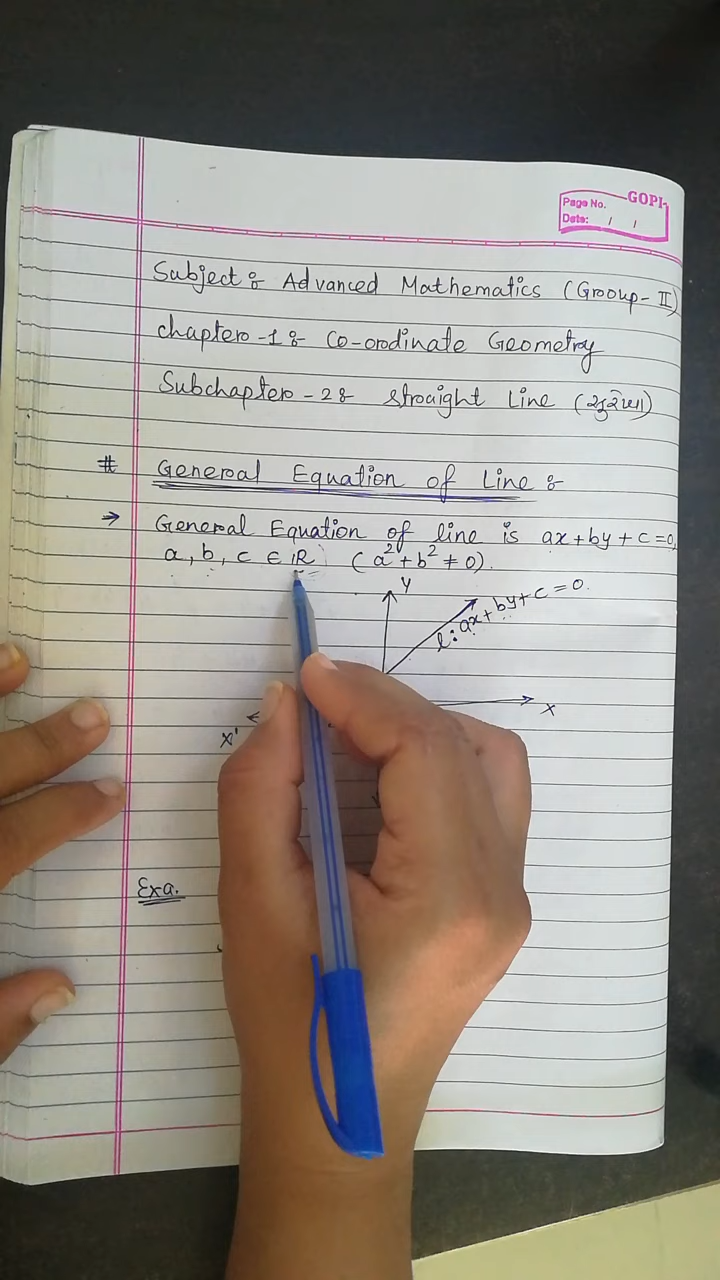 GOPI
Page No.
Date: / /
Subject : Advanced Mathematics (Group - II)
Chapter - 1 : Co-ordinate Geometry
Subchapter - 2 : straight Line (સુરેખા)
# General Equation of Line :
→ General Equation of line is ax + by + c = 0,
a, b, c ∈ R (a² + b² ≠ 0).
Y
l : ax + by + c = 0.
X
X'
Exa.